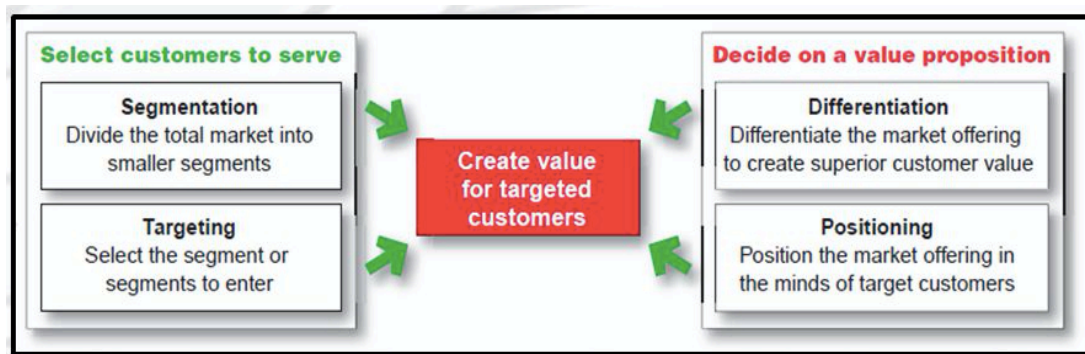 Select customers to serve
Segmentation
Divide the total market into
smaller segments
Targeting
Select the segment or
segments to enter
Create value
for targeted
customers
Decide on a value proposition
Differentiation
Differentiate the market offering
to create superior customer value
Positioning
Position the market offering in
the minds of target customers